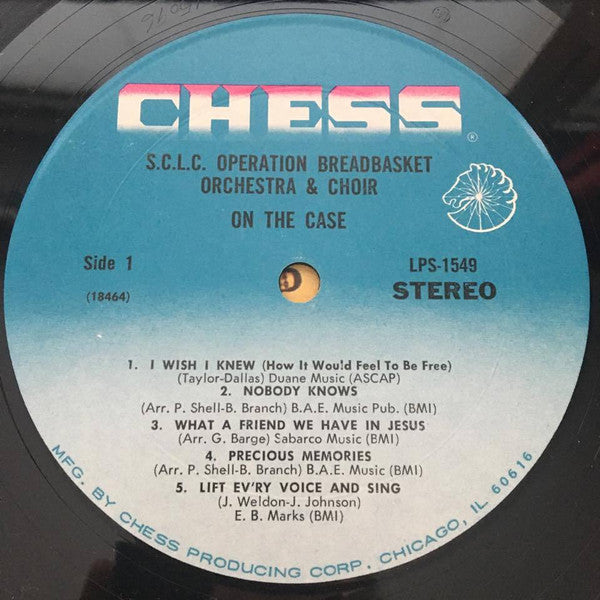 CHESS
®
S.C.L.C. OPERATION BREADBASKET
ORCHESTRA & CHOIR
ON THE CASE
Side 1
(18464)
LPS-1549
STEREO
1. I WISH I KNEW (How It Would Feel To Be Free)
(Taylor-Dallas) Duane Music (ASCAP)
2. NOBODY KNOWS
(Arr. P. Shell-B. Branch) B.A.E. Music Pub. (BMI)
3. WHAT A FRIEND WE HAVE IN JESUS
(Arr. G. Barge) Sabarco Music (BMI)
4. PRECIOUS MEMORIES
(Arr. P. Shell-B. Branch) B.A.E. Music (BMI)
5. LIFT EV'RY VOICE AND SING
(J. Weldon-J. Johnson)
E. B. Marks (BMI)
MFG. BY CHESS PRODUCING CORP., CHICAGO, IL 60616